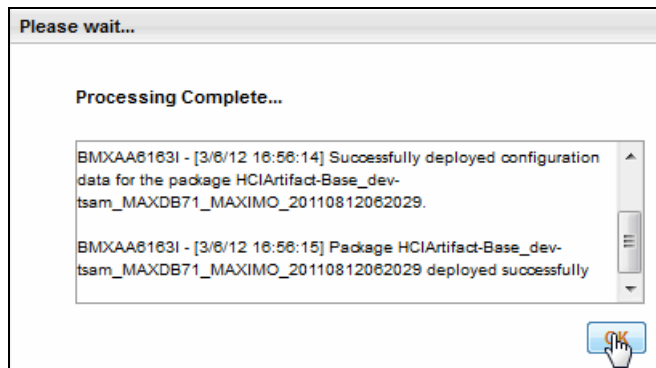 Please wait...
Processing Complete...
BMXAA6163I - [3/6/12 16:56:14] Successfully deployed configuration
data for the package HCIArtifact-Base_dev-
tsam_MAXDB71_MAXIMO_20110812062029.
BMXAA6163I - [3/6/12 16:56:15] Package HCIArtifact-Base_dev-
tsam_MAXDB71_MAXIMO_20110812062029 deployed successfully
OK